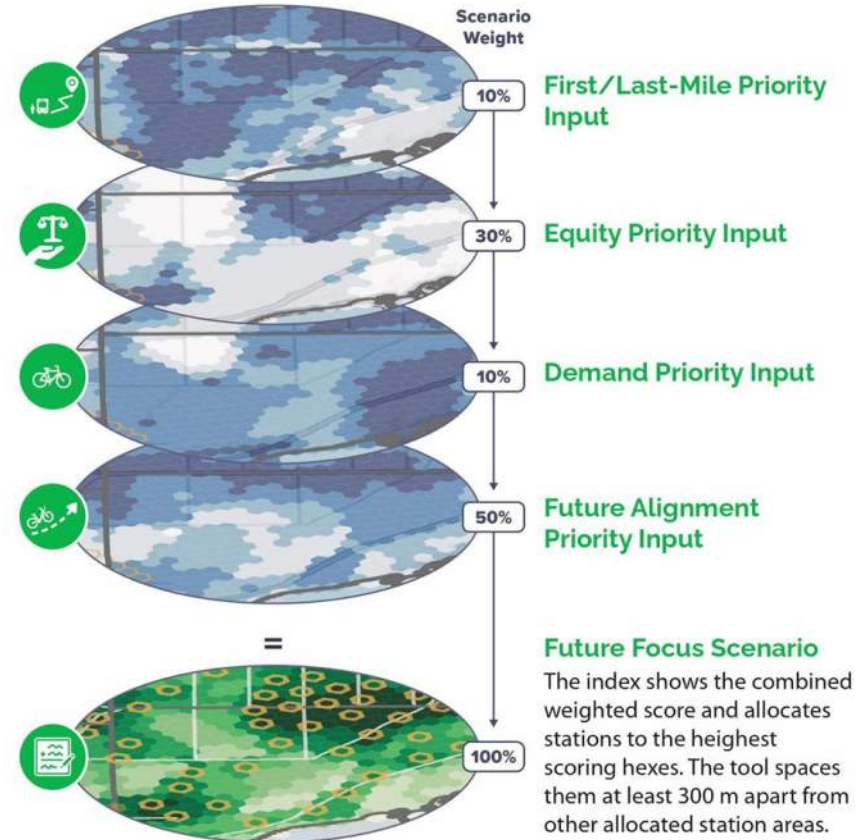 Scenario
Weight
10%
First/Last-Mile Priority
Input
30%
Equity Priority Input
10%
Demand Priority Input
50%
Future Alignment
Priority Input
=
Future Focus Scenario
The index shows the combined
weighted score and allocates
stations to the heighest
scoring hexes. The tool spaces
them at least 300 m apart from
other allocated station areas.
100%